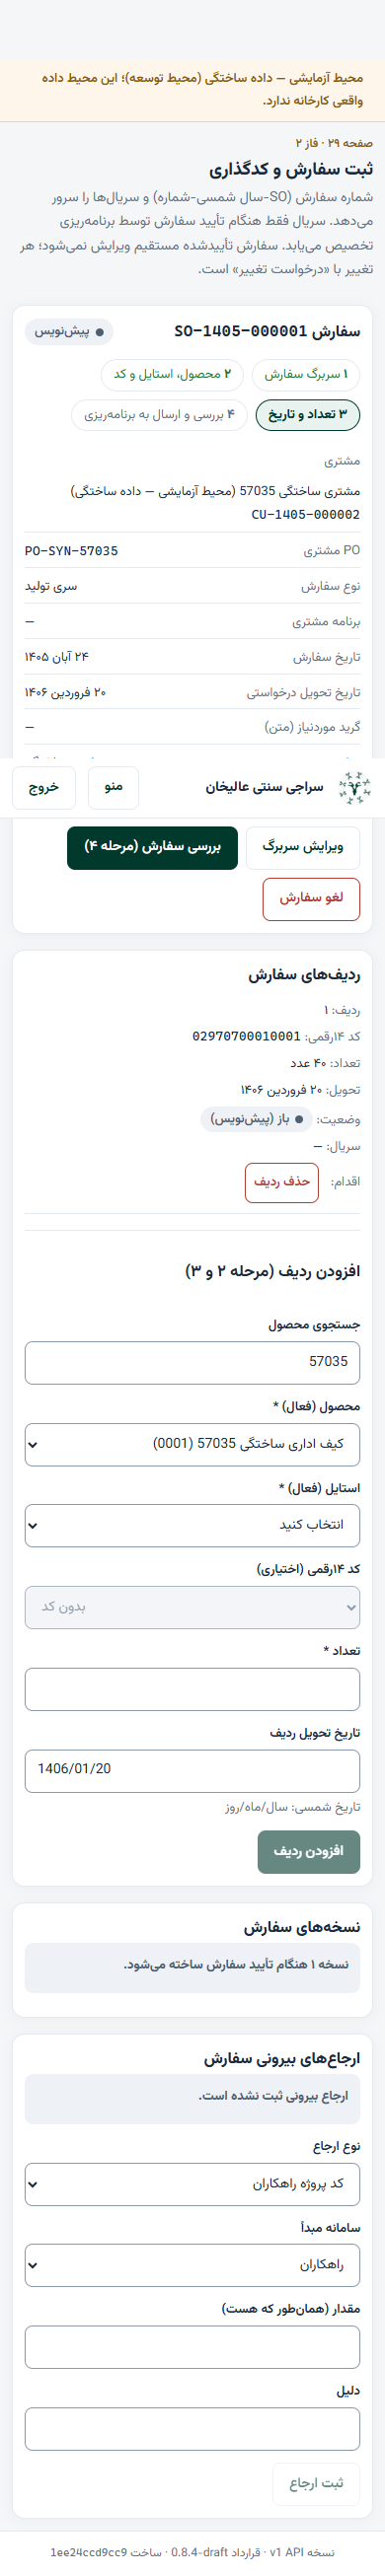 محیط آزمایشی — داده ساختگی (محیط توسعه)؛ این محیط داده
واقعی کارخانه ندارد.
صفحه ۲۹ · فاز ۲
ثبت سفارش و کدگذاری
شماره سفارش (SO-سال شمسی-شماره) و سریال‌ها را سرور
می‌دهد. سریال فقط هنگام تأیید سفارش توسط برنامه‌ریزی
تخصیص می‌یابد. سفارش تأییدشده مستقیم ویرایش نمی‌شود؛ هر
تغییر با «درخواست تغییر» است.
سفارش SO-1405-000001
پیش‌نویس
۱ سربرگ سفارش
۲ محصول، استایل و کد
۳ تعداد و تاریخ
۴ بررسی و ارسال به برنامه‌ریزی
مشتری
مشتری ساختگی 57035 (محیط آزمایشی — داده ساختگی)
CU-1405-000002
PO مشتری PO-SYN-57035
نوع سفارش سری تولید
برنامه مشتری —
تاریخ سفارش ۲۴ آبان ۱۴۰۵
تاریخ تحویل درخواستی ۲۰ فروردین ۱۴۰۶
گرید موردنیاز (متن) —
سراجی سنتی عالیخان
منو
خروج
ویرایش سربرگ
بررسی سفارش (مرحله ۴)
لغو سفارش
ردیف‌های سفارش
ردیف: ۱
کد ۱۴رقمی: 02970700010001
تعداد: ۴۰ عدد
تحویل: ۲۰ فروردین ۱۴۰۶
وضعیت: باز (پیش‌نویس)
سریال: —
اقدام: حذف ردیف
افزودن ردیف (مرحله ۲ و ۳)
جستجوی محصول
57035
محصول (فعال) *
کیف اداری ساختگی 57035 (0001)
استایل (فعال) *
انتخاب کنید
کد ۱۴رقمی (اختیاری)
بدون کد
تعداد *
تاریخ تحویل ردیف
1406/01/20
تاریخ شمسی: سال/ماه/روز
افزودن ردیف
نسخه‌های سفارش
نسخه ۱ هنگام تأیید سفارش ساخته می‌شود.
ارجاع‌های بیرونی سفارش
ارجاع بیرونی ثبت نشده است.
نوع ارجاع
کد پروژه راهکاران
سامانه مبدأ
راهکاران
مقدار (همان‌طور که هست)
دلیل
ثبت ارجاع
نسخه API v1 · قرارداد 0.8.4-draft · ساخت 1ee24ccd9cc9